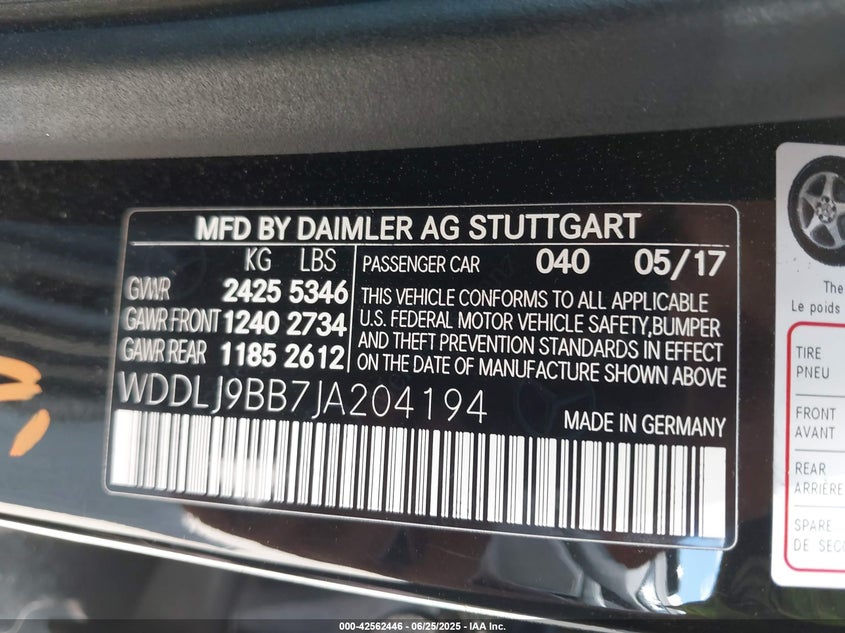 MFD BY DAIMLER AG STUTTGART
KG LBS
GVWR 2425 5346
GAWR FRONT 1240 2734
GAWR REAR 1185 2612
PASSENGER CAR 040 05/17
THIS VEHICLE CONFORMS TO ALL APPLICABLE
U.S. FEDERAL MOTOR VEHICLE SAFETY,BUMPER
AND THEFT PREVENTION STANDARDS IN EFFECT
ON THE DATE OF MANUFACTURE SHOWN ABOVE
WDDLJ9BB7JA204194
MADE IN GERMANY
The
Le poids
TIRE
PNEU
FRONT
AVANT
REAR
ARRIÈRE
SPARE
DE SEC
000-42562446 - 06/25/2025 - IAA Inc.